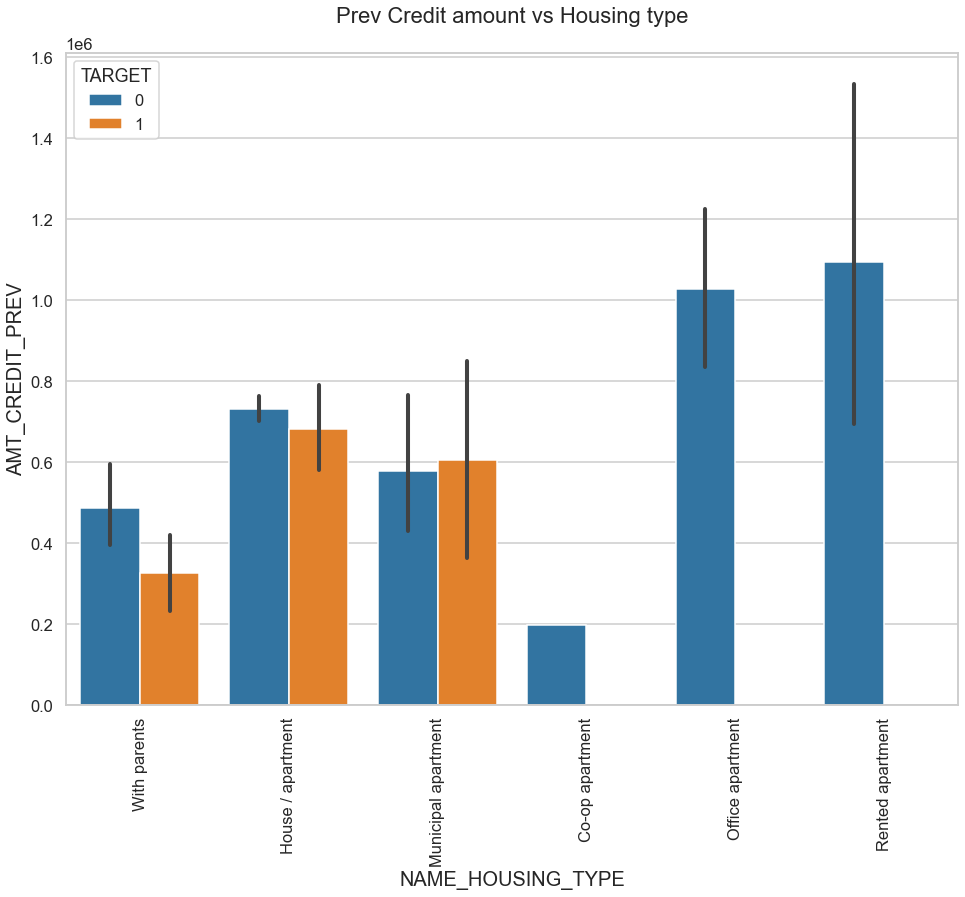 Prev Credit amount vs Housing type
1e6
1.6
1.4
1.2
1.0
0.8
0.6
0.4
0.2
0.0
AMT_CREDIT_PREV
TARGET
0
1
With parents
House / apartment
Municipal apartment
Co-op apartment
Office apartment
Rented apartment
NAME_HOUSING_TYPE